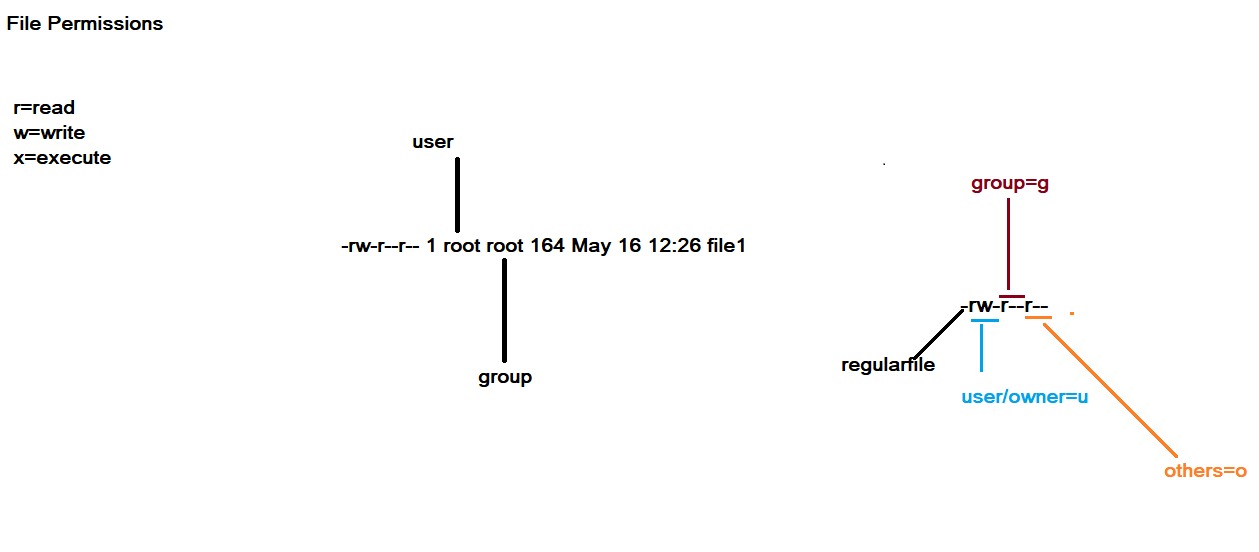 File Permissions
r=read
w=write
x=execute
user
-rw-r--r-- 1 root root 164 May 16 12:26 file1
group
group=g
-rw-r--r--
regularfile
user/owner=u
others=o